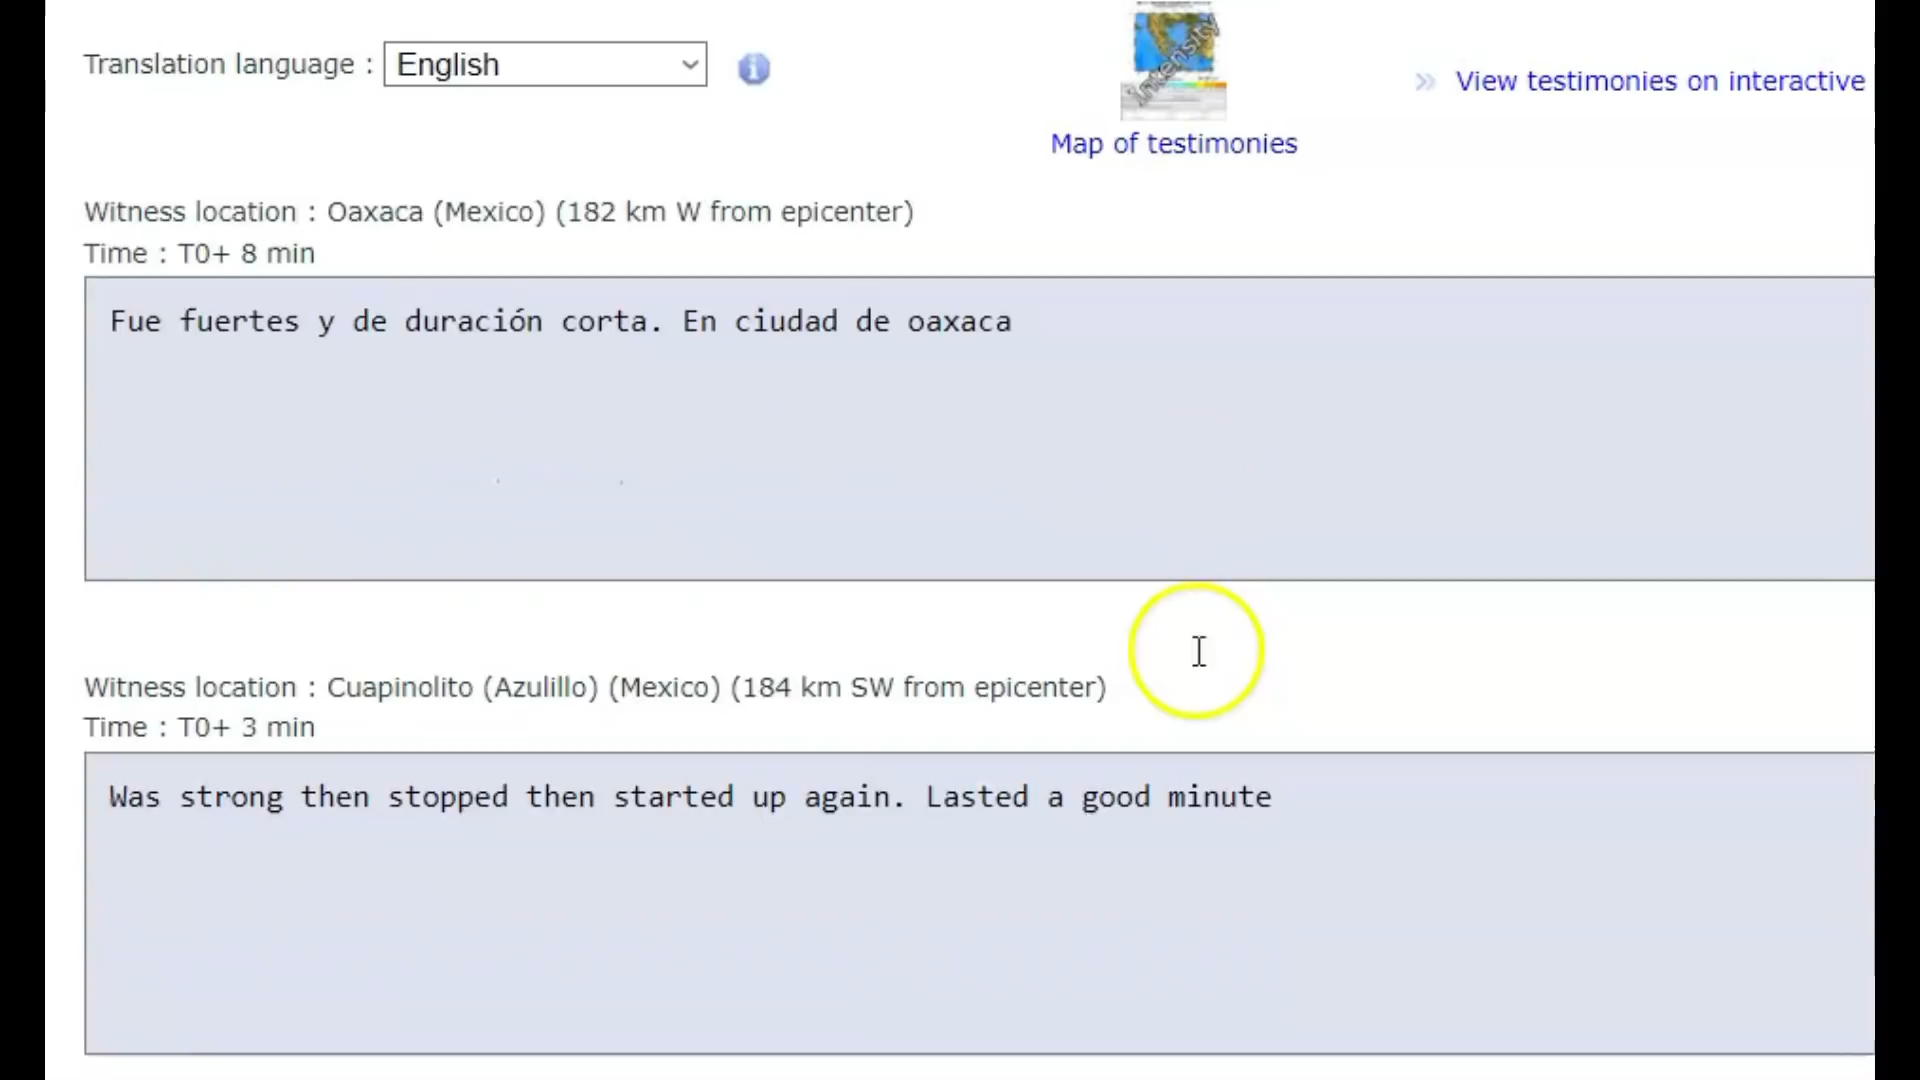 Translation language :
English
Intensity
View testimonies on interactive
Map of testimonies
Witness location : Oaxaca (Mexico) (182 km W from epicenter)
Time : T0+ 8 min
Fue fuertes y de duración corta. En ciudad de oaxaca
Witness location : Cuapinolito (Azulillo) (Mexico) (184 km SW from epicenter)
Time : T0+ 3 min
Was strong then stopped then started up again. Lasted a good minute